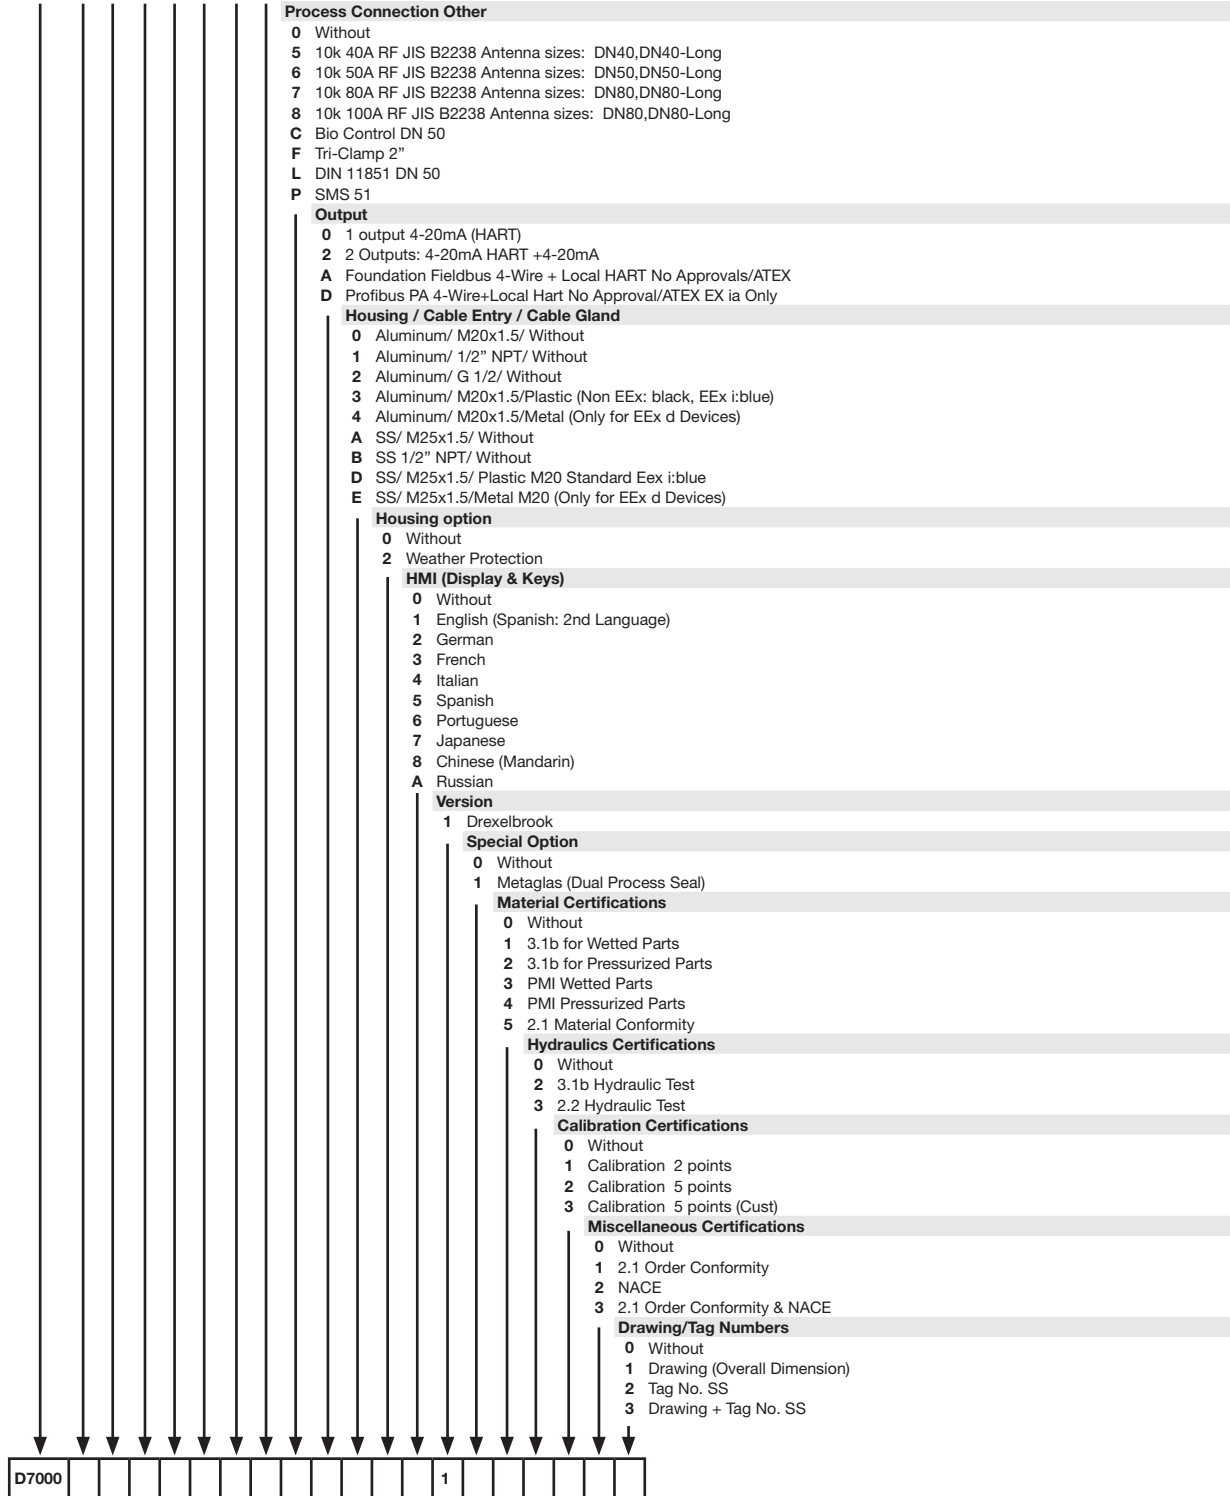 Process Connection Other
0 Without
5 10k 40A RF JIS B2238 Antenna sizes: DN40,DN40-Long
6 10k 50A RF JIS B2238 Antenna sizes: DN50,DN50-Long
7 10k 80A RF JIS B2238 Antenna sizes: DN80,DN80-Long
8 10k 100A RF JIS B2238 Antenna sizes: DN80,DN80-Long
C Bio Control DN 50
F Tri-Clamp 2”
L DIN 11851 DN 50
P SMS 51
Output
0 1 output 4-20mA (HART)
2 2 Outputs: 4-20mA HART +4-20mA
A Foundation Fieldbus 4-Wire + Local HART No Approvals/ATEX
D Profibus PA 4-Wire+Local Hart No Approval/ATEX EX ia Only
Housing / Cable Entry / Cable Gland
0 Aluminum/ M20x1.5/ Without
1 Aluminum/ 1/2” NPT/ Without
2 Aluminum/ G 1/2/ Without
3 Aluminum/ M20x1.5/Plastic (Non EEx: black, EEx i:blue)
4 Aluminum/ M20x1.5/Metal (Only for EEx d Devices)
A SS/ M25x1.5/ Without
B SS 1/2” NPT/ Without
D SS/ M25x1.5/ Plastic M20 Standard Eex i:blue
E SS/ M25x1.5/Metal M20 (Only for EEx d Devices)
Housing option
0 Without
2 Weather Protection
HMI (Display & Keys)
0 Without
1 English (Spanish: 2nd Language)
2 German
3 French
4 Italian
5 Spanish
6 Portuguese
7 Japanese
8 Chinese (Mandarin)
A Russian
Version
1 Drexelbrook
Special Option
0 Without
1 Metaglas (Dual Process Seal)
Material Certifications
0 Without
1 3.1b for Wetted Parts
2 3.1b for Pressurized Parts
3 PMI Wetted Parts
4 PMI Pressurized Parts
5 2.1 Material Conformity
Hydraulics Certifications
0 Without
2 3.1b Hydraulic Test
3 2.2 Hydraulic Test
Calibration Certifications
0 Without
1 Calibration 2 points
2 Calibration 5 points
3 Calibration 5 points (Cust)
Miscellaneous Certifications
0 Without
1 2.1 Order Conformity
2 NACE
3 2.1 Order Conformity & NACE
Drawing/Tag Numbers
0 Without
1 Drawing (Overall Dimension)
2 Tag No. SS
3 Drawing + Tag No. SS
D7000 1